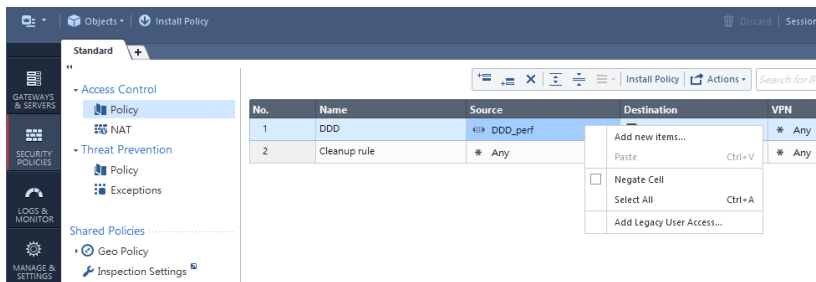 Objects Install Policy Discard Session
Standard +
GATEWAYS
& SERVERS
SECURITY
POLICIES
LOGS &
MONITOR
MANAGE &
SETTINGS
Access Control
Policy
NAT
Threat Prevention
Policy
Exceptions
Shared Policies
Geo Policy
Inspection Settings
Install Policy Actions Search for IP
No. Name Source Destination VPN
1 DDD DDD_perf * Any
2 Cleanup rule * Any * Any
Add new items...
Paste Ctrl+V
Negate Cell
Select All Ctrl+A
Add Legacy User Access...